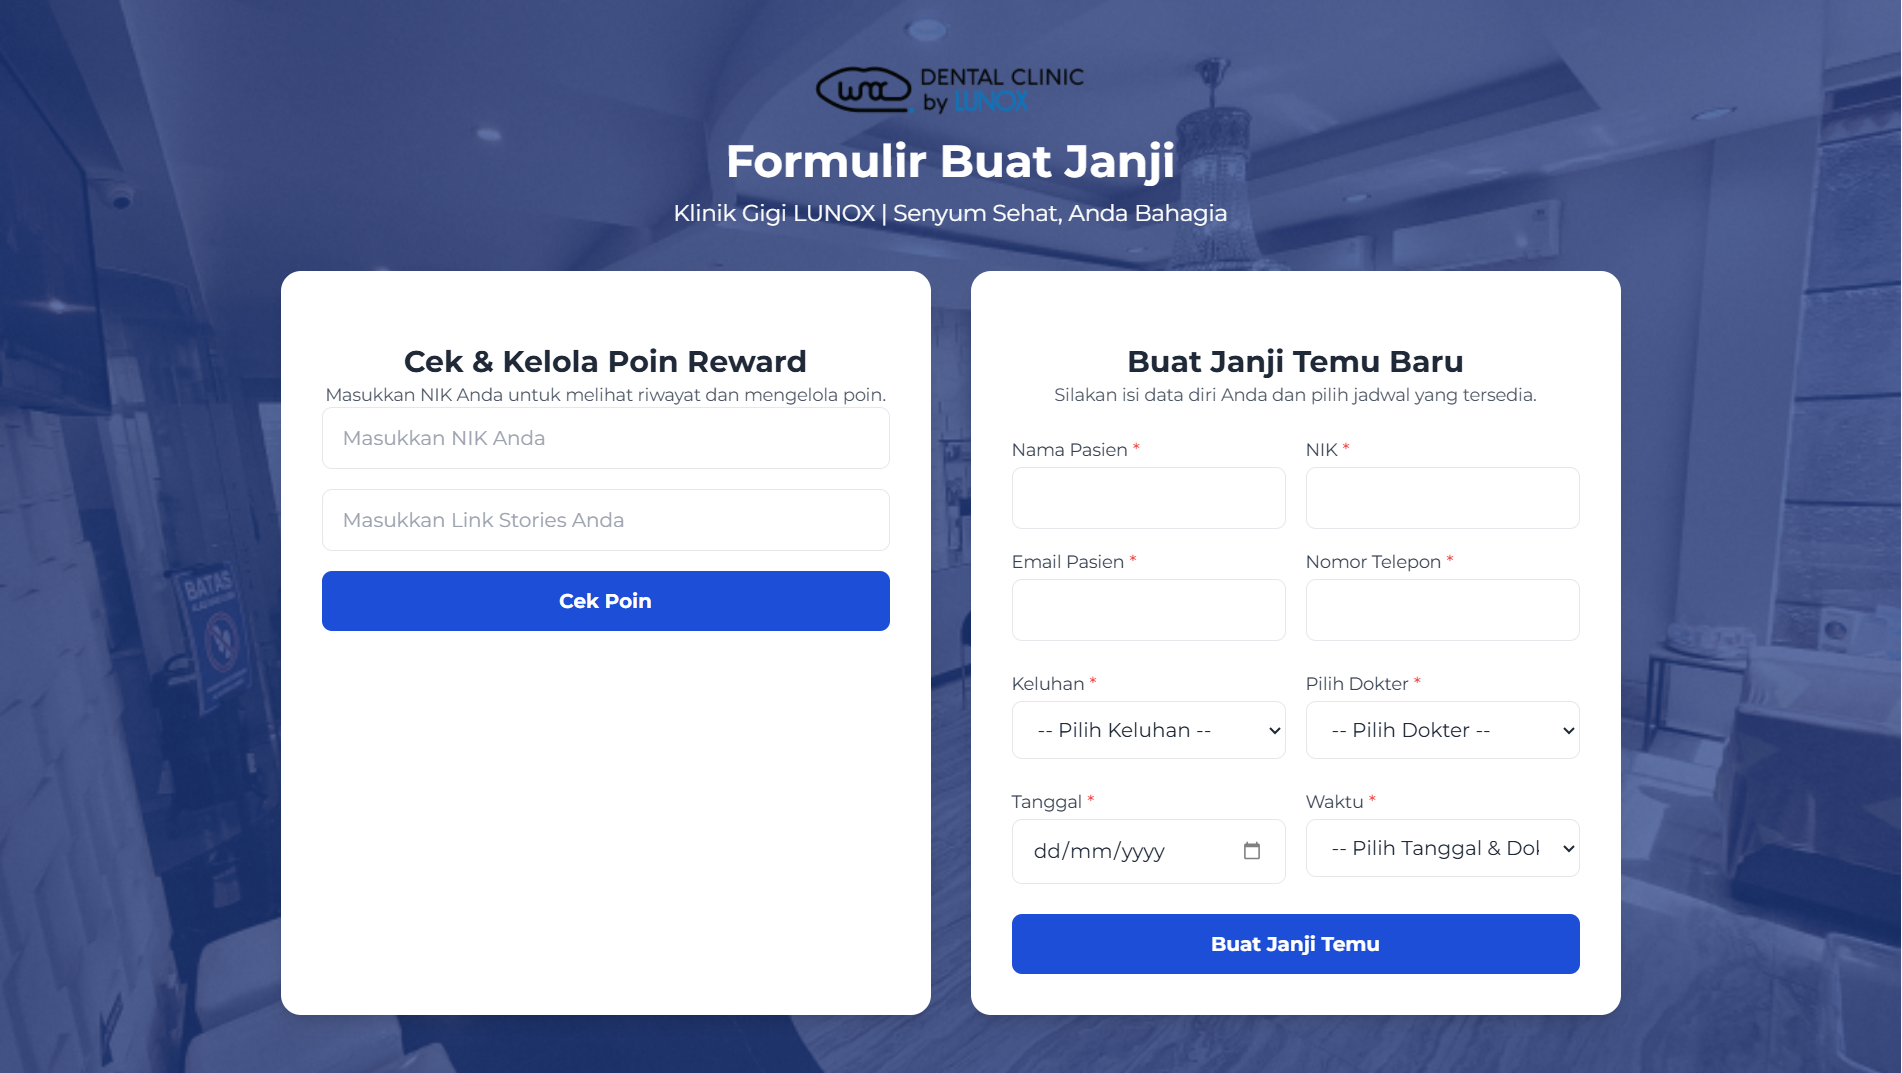 DENTAL CLINIC
by LUNOX
Formulir Buat Janji
Klinik Gigi LUNOX | Senyum Sehat, Anda Bahagia
Cek & Kelola Poin Reward
Masukkan NIK Anda untuk melihat riwayat dan mengelola poin.
Masukkan NIK Anda
Masukkan Link Stories Anda
Cek Poin
Buat Janji Temu Baru
Silakan isi data diri Anda dan pilih jadwal yang tersedia.
Nama Pasien *
NIK *
Email Pasien *
Nomor Telepon *
Keluhan *
Pilih Dokter *
-- Pilih Keluhan --
-- Pilih Dokter --
Tanggal *
Waktu *
dd/mm/yyyy
-- Pilih Tanggal & Dok
Buat Janji Temu
BATAS